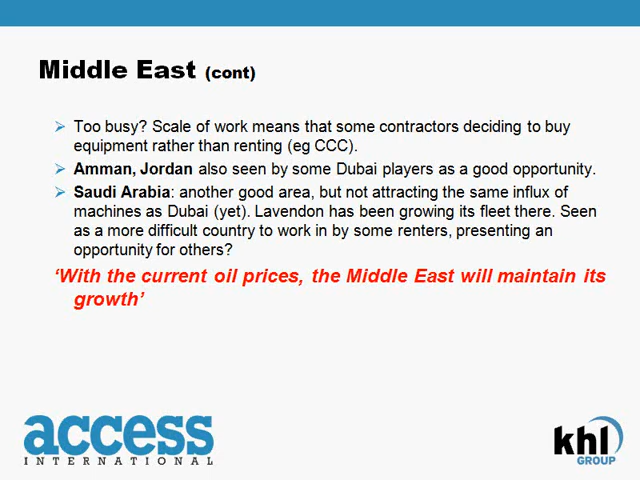 Middle East (cont)
Too busy? Scale of work means that some contractors deciding to buy
equipment rather than renting (eg CCC).
Amman, Jordan also seen by some Dubai players as a good opportunity.
Saudi Arabia: another good area, but not attracting the same influx of
machines as Dubai (yet). Lavendon has been growing its fleet there. Seen
as a more difficult country to work in by some renters, presenting an
opportunity for others?
‘With the current oil prices, the Middle East will maintain its
growth’
access
INTERNATIONAL
khl
GROUP